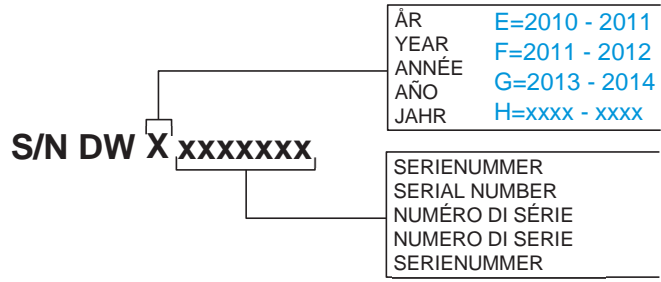 ÅR
YEAR
ANNÉE
AÑO
JAHR
E=2010 - 2011
F=2011 - 2012
G=2013 - 2014
H=xxxx - xxxx
S/N DW X xxxxxxx
SERIENUMMER
SERIAL NUMBER
NUMÉRO DI SÉRIE
NUMERO DI SERIE
SERIENUMMER